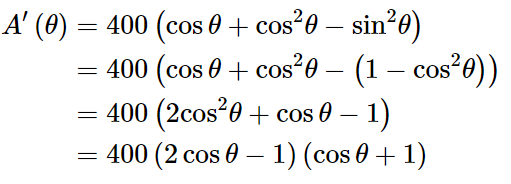 A′ (θ) = 400 (cos θ + cos²θ − sin²θ)
= 400 (cos θ + cos²θ − (1 − cos²θ))
= 400 (2cos²θ + cos θ − 1)
= 400 (2 cos θ − 1) (cos θ + 1)